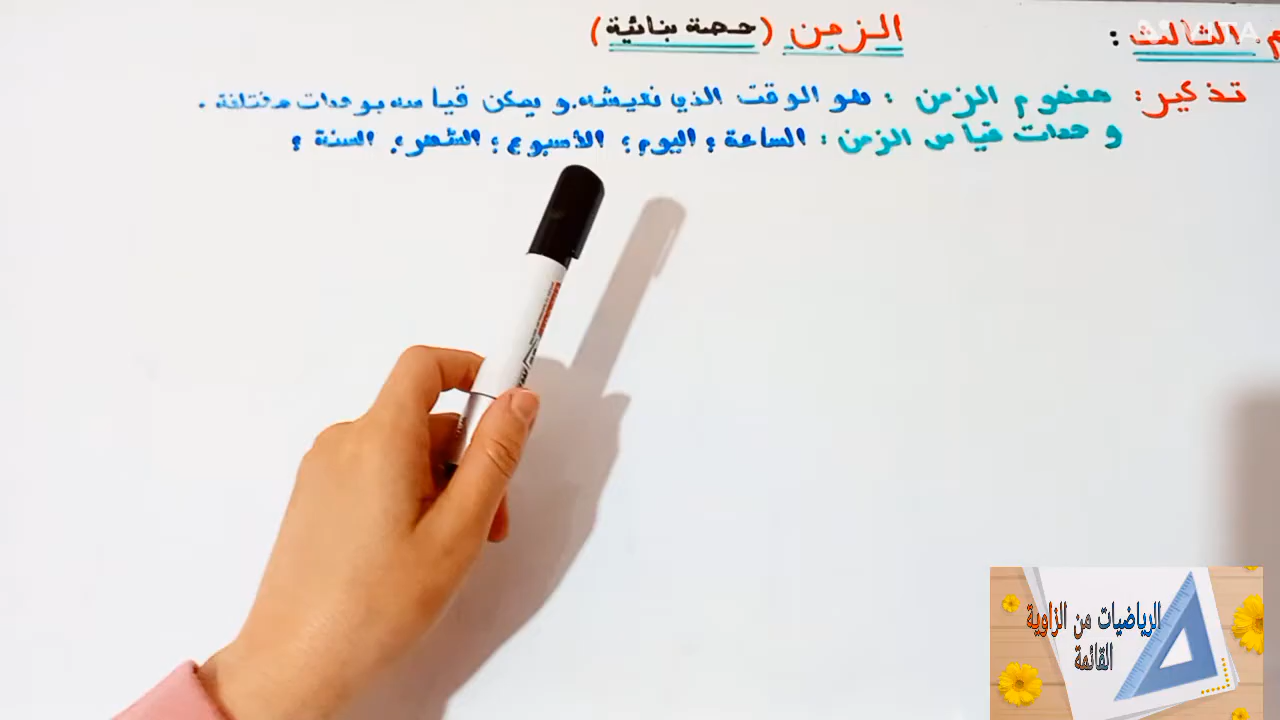 م. الثالث :
الزمن (حصة بنائية)
تذكير: مفهوم الزمن : هو الوقت الذي نعيشه. و يمكن قياسه بوحدات مختلفة .
وحدات قياس الزمن : الساعة ؛ اليوم ؛ الأسبوع ؛ الشهر ؛ السنة ؛
الرياضيات من الزاوية
القائمة